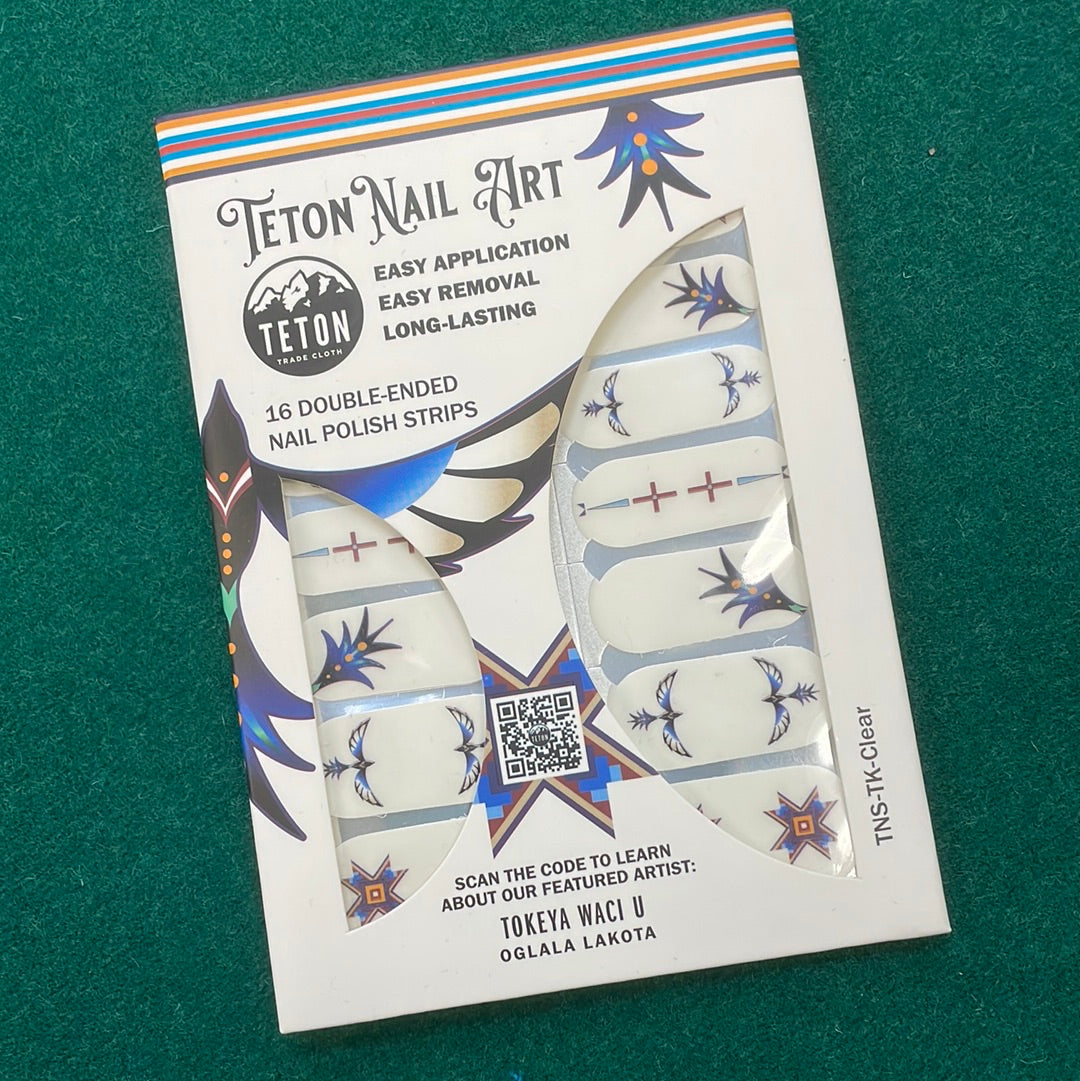 TETON NAIL ART
EASY APPLICATION
EASY REMOVAL
LONG-LASTING
TETON
TRADE CLOTH
16 DOUBLE-ENDED
NAIL POLISH STRIPS
TETON
SCAN THE CODE TO LEARN
ABOUT OUR FEATURED ARTIST:
TOKEYA WACI U
OGLALA LAKOTA
TNS-TK-Clear